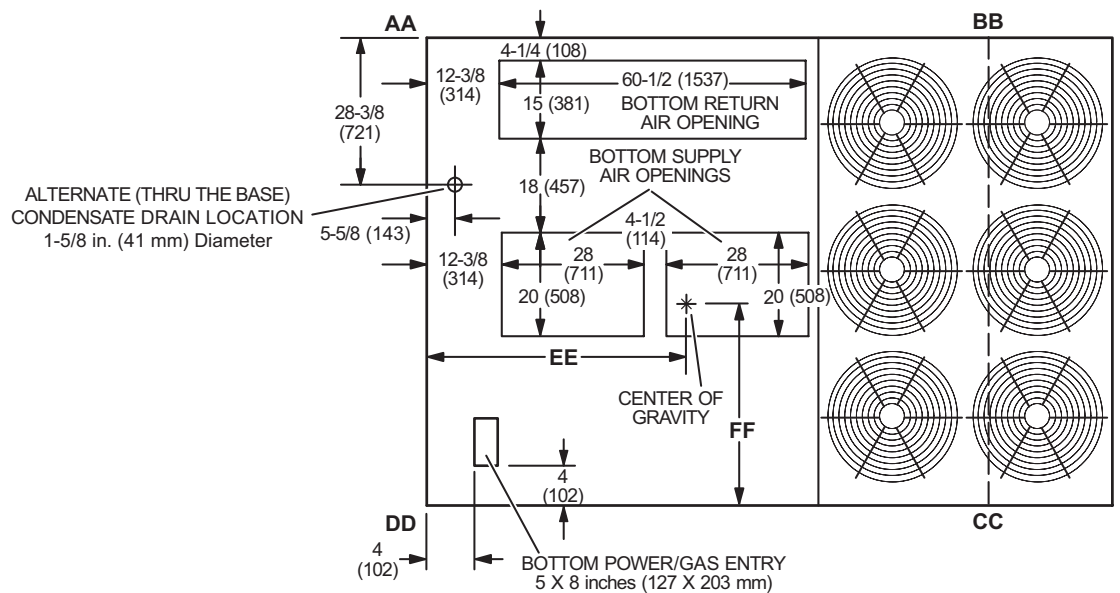 AA
BB
4-1/4 (108)
12-3/8
(314)
60-1/2 (1537)
28-3/8
(721)
15 (381)
BOTTOM RETURN
AIR OPENING
BOTTOM SUPPLY
AIR OPENINGS
18 (457)
ALTERNATE (THRU THE BASE)
CONDENSATE DRAIN LOCATION
1-5/8 in. (41 mm) Diameter
5-5/8 (143)
4-1/2
(114)
12-3/8
(314)
28
(711)
28
(711)
20 (508)
20 (508)
EE
CENTER OF
GRAVITY
FF
4
(102)
DD
CC
4
(102)
BOTTOM POWER/GAS ENTRY
5 X 8 inches (127 X 203 mm)